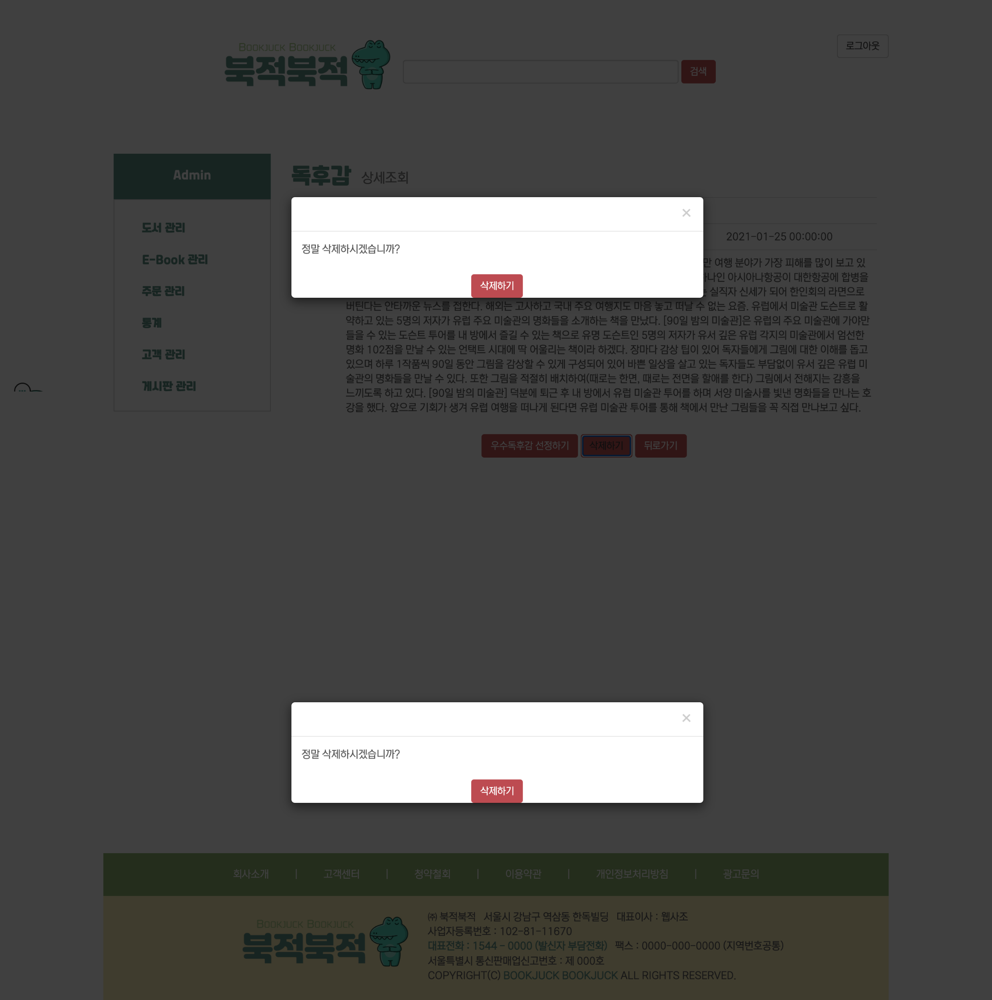 로그아웃
BOOKJUCK BOOKJUCK
북적북적
검색
Admin
독후감 상세조회
×
도서 관리
2021-01-25 00:00:00
정말 삭제하시겠습니까?
E-Book 관리
만 여행 분야가 가장 피해를 많이 보고 있
나인 아시아나항공이 대한항공에 합병을
삭제하기
주문 관리
실직자 신세가 되어 한인회의 라면으로
버틴다는 안타까운 뉴스를 접한다. 해외는 고사하고 국내 주요 여행지도 마음 놓고 떠날 수 없는 요즘. 유럽에서 미술관 도슨트로 활
약하고 있는 5명의 저자가 유럽 주요 미술관의 명화들을 소개하는 책을 만났다. [90일 밤의 미술관]은 유럽의 주요 미술관에 가야만
통계
들을 수 있는 도슨트 투어를 내 방에서 즐길 수 있는 책으로 유명 도슨트인 5명의 저자가 유서 깊은 유럽 각지의 미술관에서 엄선한
명화 102점을 만날 수 있는 언택트 시대에 딱 어울리는 책이라 하겠다. 장마다 감상 팁이 있어 독자들에게 그림에 대한 이해를 돕고
고객 관리
있으며 하루 1작품씩 90일 동안 그림을 감상할 수 있게 구성되어 있어 바쁜 일상을 살고 있는 독자들도 부담없이 유서 깊은 유럽 미
술관의 명화들을 만날 수 있다. 또한 그림을 적절히 배치하여(때로는 한면, 때로는 전면을 할애를 한다) 그림에서 전해지는 감흥을
게시판 관리
느끼도록 하고 있다. [90일 밤의 미술관] 덕분에 퇴근 후 내 방에서 유럽 미술관 투어를 하며 서양 미술사를 빛낸 명화들을 만나는 호
강을 했다. 앞으로 기회가 생겨 유럽 여행을 떠나게 된다면 유럽 미술관 투어를 통해 책에서 만난 그림들을 꼭 직접 만나보고 싶다.
우수독후감 선정하기 삭제하기 뒤로가기
×
정말 삭제하시겠습니까?
삭제하기
회사소개 | 고객센터 | 청약철회 | 이용약관 | 개인정보처리방침 | 광고문의
BOOKJUCK BOOKJUCK
북적북적
㈜ 북적북적 서울시 강남구 역삼동 한독빌딩 대표이사 : 웹사조
사업자등록번호 : 102-81-11670
대표전화 : 1544 - 0000 (발신자 부담전화) 팩스 : 0000-000-0000 (지역번호공통)
서울특별시 통신판매업신고번호 : 제 000호
COPYRIGHT(C) BOOKJUCK BOOKJUCK ALL RIGHTS RESERVED.